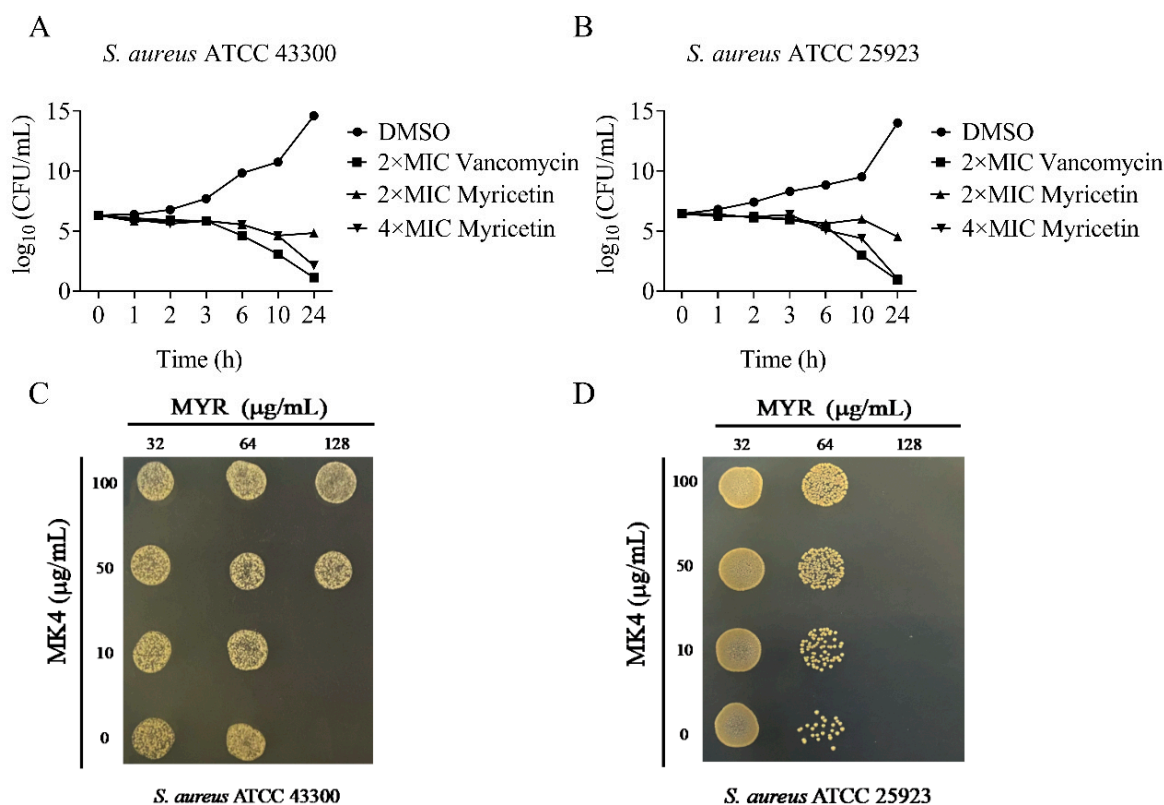 A
S. aureus ATCC 43300
15
10
5
0
log10 (CFU/mL)
0 1 2 3 6 10 24
Time (h)
DMSO
2×MIC Vancomycin
2×MIC Myricetin
4×MIC Myricetin
B
S. aureus ATCC 25923
15
10
5
0
log10 (CFU/mL)
0 1 2 3 6 10 24
Time (h)
DMSO
2×MIC Vancomycin
2×MIC Myricetin
4×MIC Myricetin
C
MYR (μg/mL)
32 64 128
MK4 (μg/mL)
100
50
10
0
S. aureus ATCC 43300
D
MYR (μg/mL)
32 64 128
MK4 (μg/mL)
100
50
10
0
S. aureus ATCC 25923